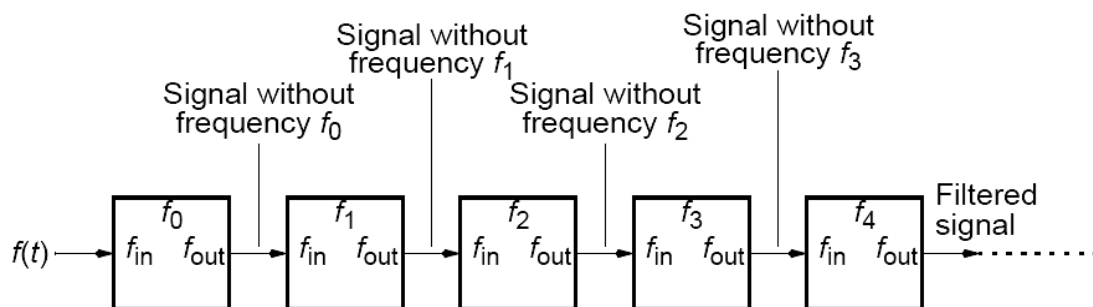 Signal without
frequency f0
Signal without
frequency f1
Signal without
frequency f2
Signal without
frequency f3
Filtered
signal
f(t)
f0
fin fout
f1
fin fout
f2
fin fout
f3
fin fout
f4
fin fout